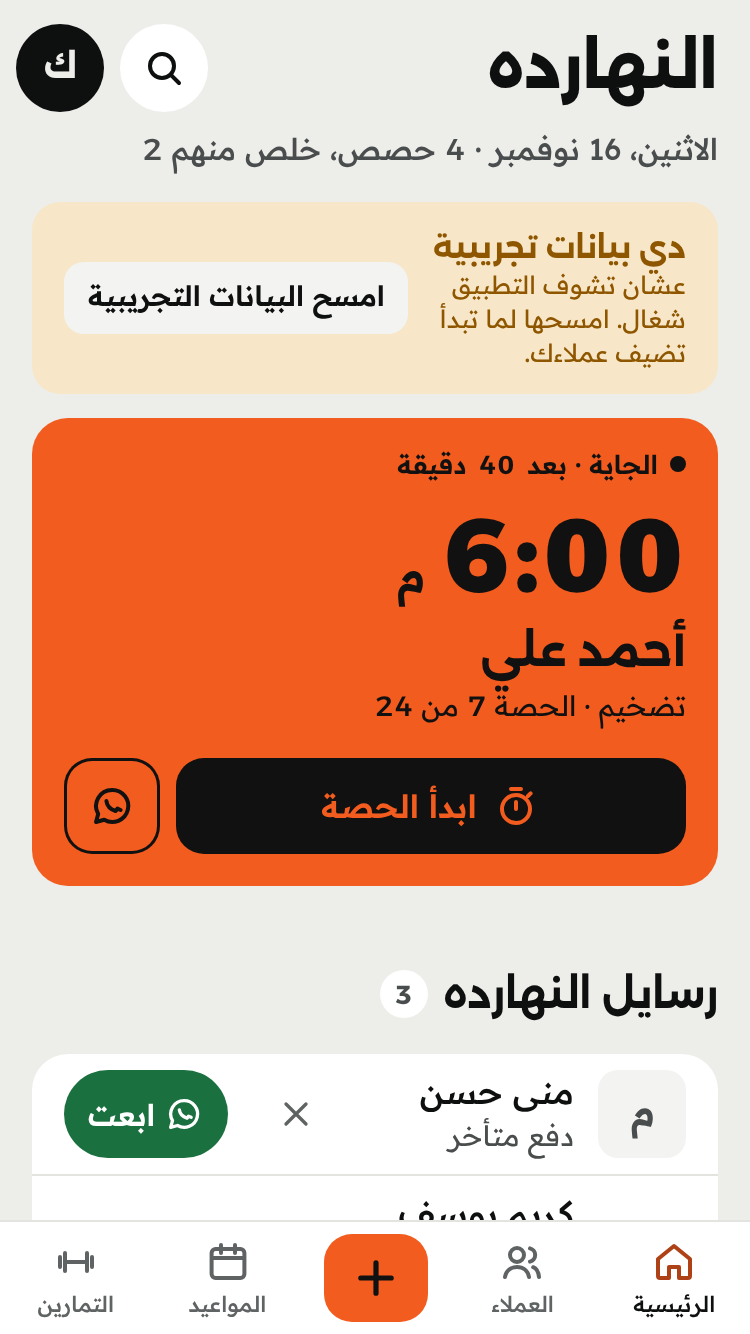 النهارده
ك
الاثنين، 16 نوفمبر · 4 حصص، خلص منهم 2
دي بيانات تجريبية
عشان تشوف التطبيق
شغال. امسحها لما تبدأ
تضيف عملاءك.
امسح البيانات التجريبية
الجاية · بعد 40 دقيقة
6:00 م
أحمد علي
تضخيم · الحصة 7 من 24
ابدأ الحصة
رسايل النهارده 3
م
منى حسن
دفع متأخر
ابعت
كريم يوسف
الرئيسية
العملاء
المواعيد
التمارين